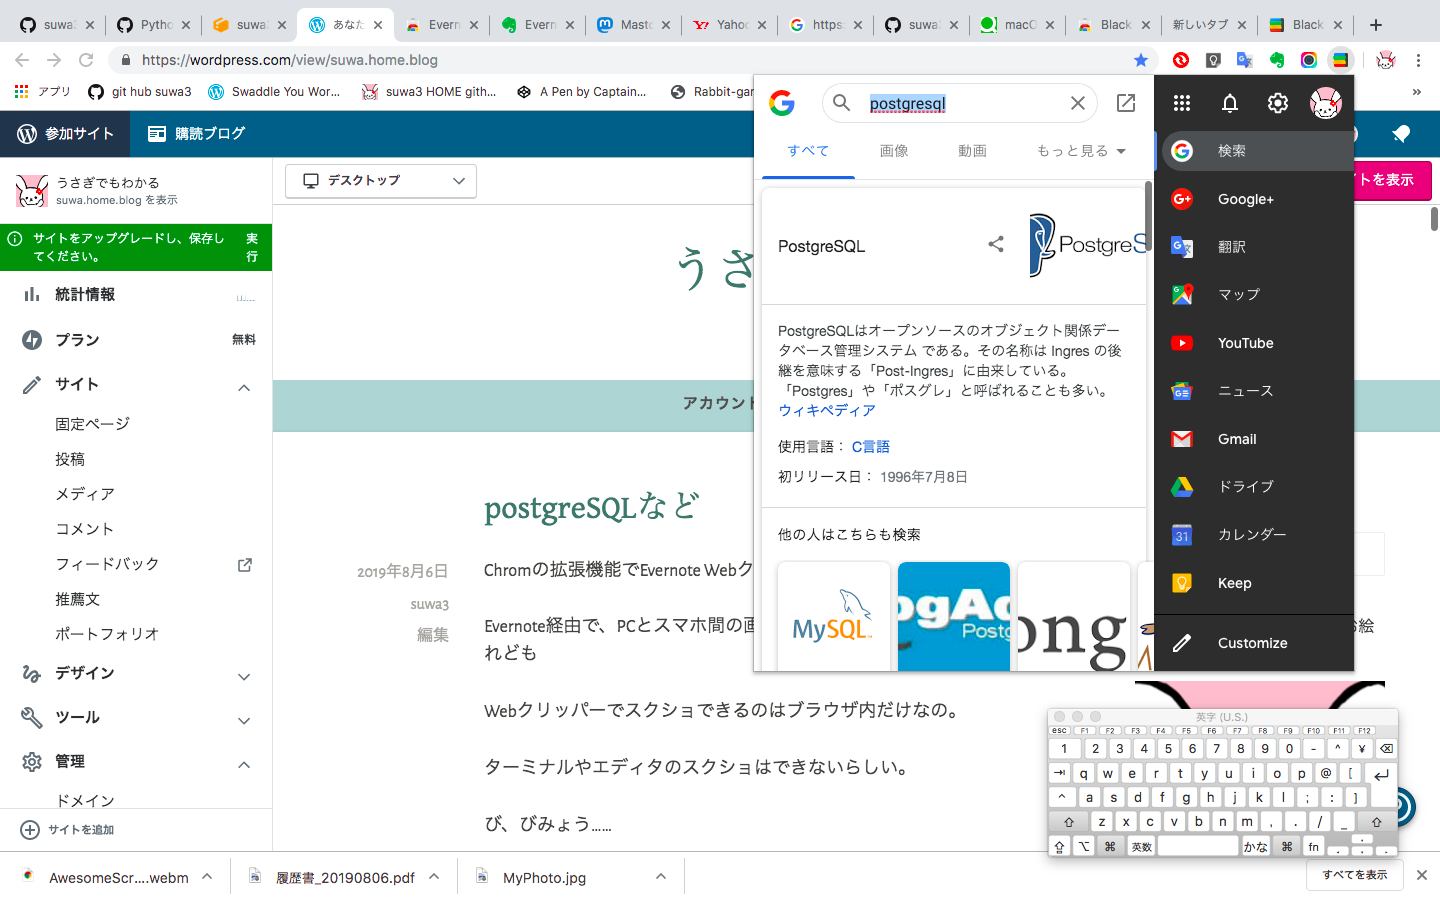 suwa3
Pytho
suwa3
あなた
Evern
Evern
Masto
Yahoo
https:
suwa3
macO
Black
新しいタブ
Black
https://wordpress.com/view/suwa.home.blog
アプリ
git hub suwa3
Swaddle You Wor...
suwa3 HOME gith...
A Pen by Captain...
Rabbit-gar
»
参加サイト
購読ブログ
うさぎでもわかる
suwa.home.blog を表示
サイトをアップグレードし、保存してください。
実行
統計情報
プラン
無料
サイト
固定ページ
投稿
メディア
コメント
フィードバック
推薦文
ポートフォリオ
デザイン
ツール
管理
ドメイン
サイトを追加
デスクトップ
イトを表示
うさ
アカウント
postgreSQLなど
2019年8月6日
suwa3
編集
Chromの拡張機能でEvernote Webク
Evernote経由で、PCとスマホ間の画
れども
Webクリッパーでスクショできるのはブラウザ内だけなの。
ターミナルやエディタのスクショはできないらしい。
び、びみょう……
お絵
postgresql
すべて
画像
動画
もっと見る
PostgreSQL
PostgreS
PostgreSQLはオープンソースのオブジェクト関係デー
タベース管理システム である。その名称は Ingres の後
継を意味する「Post-Ingres」に由来している。
「Postgres」や「ポスグレ」と呼ばれることも多い。
ウィキペディア
使用言語： C言語
初リリース日： 1996年7月8日
他の人はこちらも検索
MySQL
ogAd
Postg
ong
検索
Google+
翻訳
マップ
YouTube
ニュース
Gmail
ドライブ
31
カレンダー
Keep
Customize
英字 (U.S.)
esc F1 F2 F3 F4 F5 F6 F7 F8 F9 F10 F11 F12
1 2 3 4 5 6 7 8 9 0 - ^ ¥
q w e r t y u i o p @ [
^ a s d f g h j k l ; : ]
z x c v b n m , . / _
英数 かな fn
AwesomeScr....webm
履歴書_20190806.pdf
MyPhoto.jpg
すべてを表示